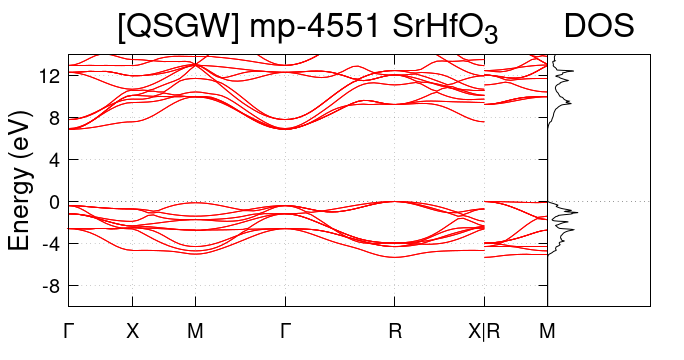 [QSGW] mp-4551 SrHfO3 DOS
Energy (eV)
12
8
4
0
-4
-8
Γ X M Γ R X|R M